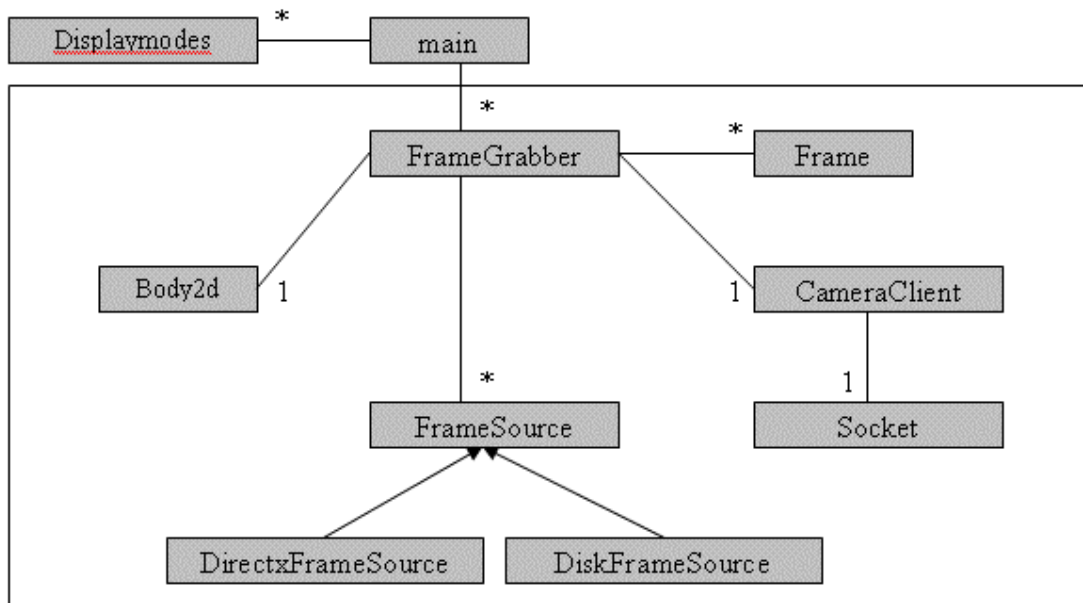 *
Displaymodes
main
*
*
FrameGrabber
Frame
Body2d
1
1
CameraClient
*
1
FrameSource
Socket
DirectxFrameSource
DiskFrameSource